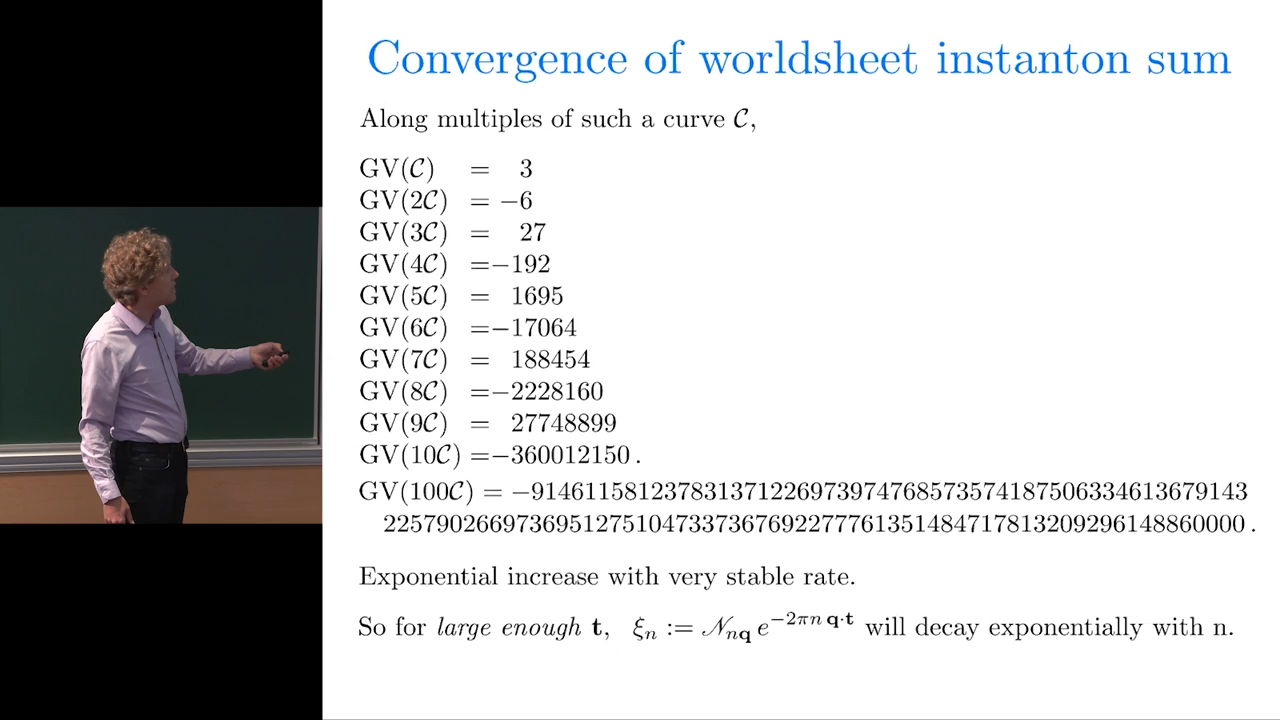 Convergence of worldsheet instanton sum
Along multiples of such a curve 𝒞,
GV(𝒞) = 3
GV(2𝒞) = −6
GV(3𝒞) = 27
GV(4𝒞) =−192
GV(5𝒞) = 1695
GV(6𝒞) =−17064
GV(7𝒞) = 188454
GV(8𝒞) =−2228160
GV(9𝒞) = 27748899
GV(10𝒞) =−360012150 .
GV(100𝒞) = −914611581237831371226973974768573574187506334613679143
22579026697369512751047337367692277761351484717813209296148860000 .
Exponential increase with very stable rate.
So for large enough t, ξₙ := 𝒩_{nq} e^{−2πn q·t} will decay exponentially with n.